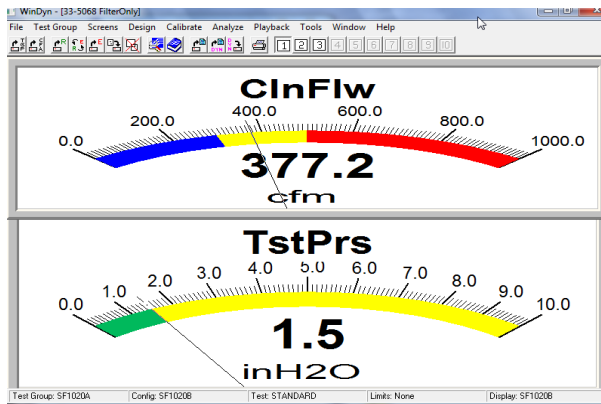 WinDyn - [33-5068 FilterOnly]
File Test Group Screens Design Calibrate Analyze Playback Tools Window Help
1 2 3 4 5 6 7 8 9 10
ClnFlw
0.0 200.0 400.0 600.0 800.0 1000.0
377.2
cfm
TstPrs
0.0 1.0 2.0 3.0 4.0 5.0 6.0 7.0 8.0 9.0 10.0
1.5
inH2O
Test Group: SF1020A Config: SF1020B Test: STANDARD Limits: None Display: SF1020B